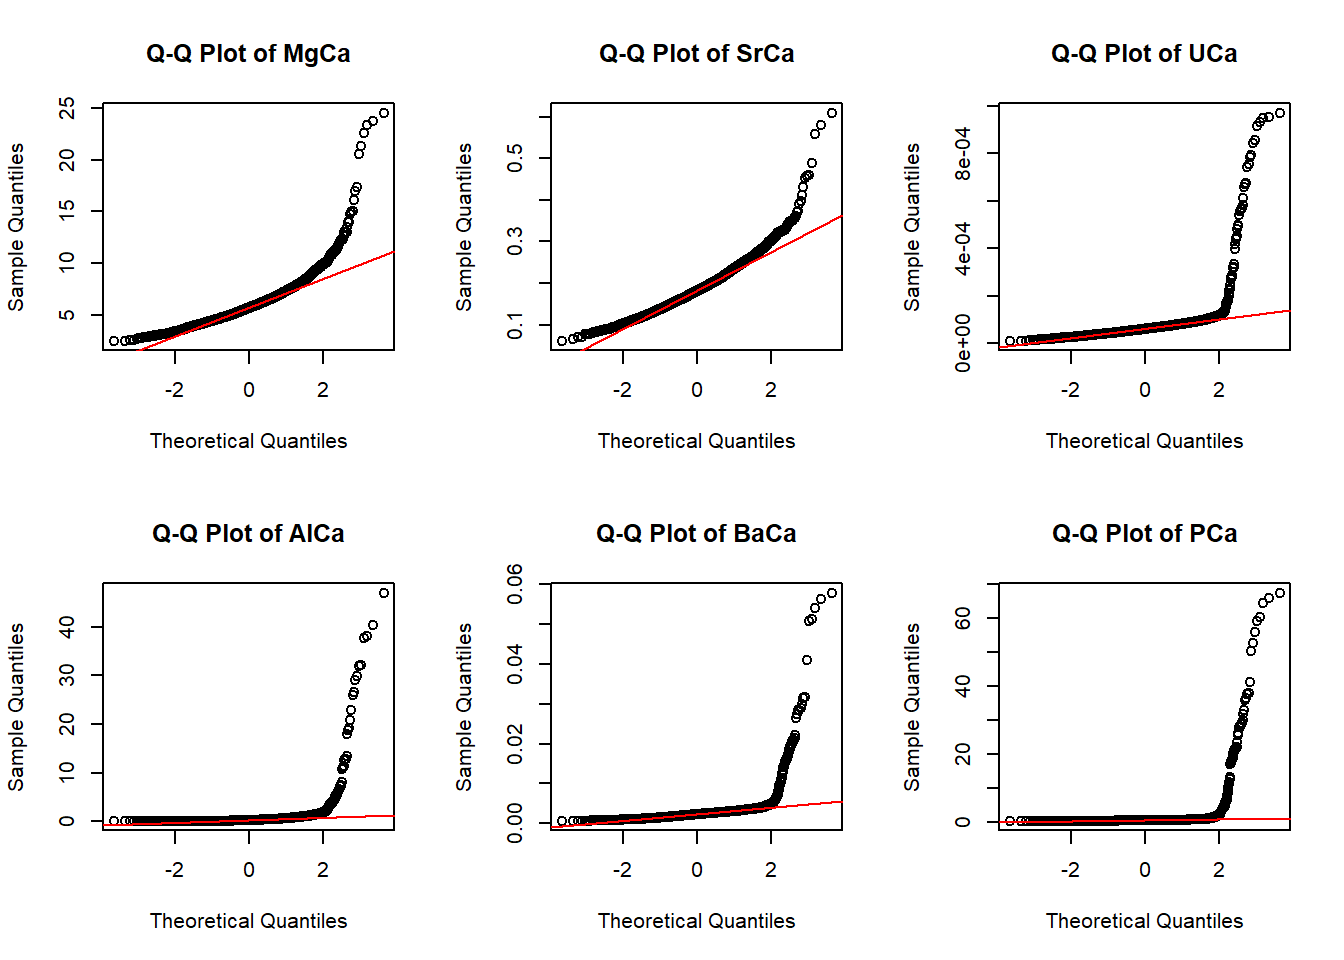 Q-Q Plot of MgCa
Sample Quantiles
25
20
15
10
5
-2 0 2
Theoretical Quantiles
Q-Q Plot of SrCa
Sample Quantiles
0.5
0.3
0.1
-2 0 2
Theoretical Quantiles
Q-Q Plot of UCa
Sample Quantiles
8e-04
4e-04
0e+00
-2 0 2
Theoretical Quantiles
Q-Q Plot of AlCa
Sample Quantiles
40
30
20
10
0
-2 0 2
Theoretical Quantiles
Q-Q Plot of BaCa
Sample Quantiles
0.06
0.04
0.02
0.00
-2 0 2
Theoretical Quantiles
Q-Q Plot of PCa
Sample Quantiles
60
40
20
0
-2 0 2
Theoretical Quantiles